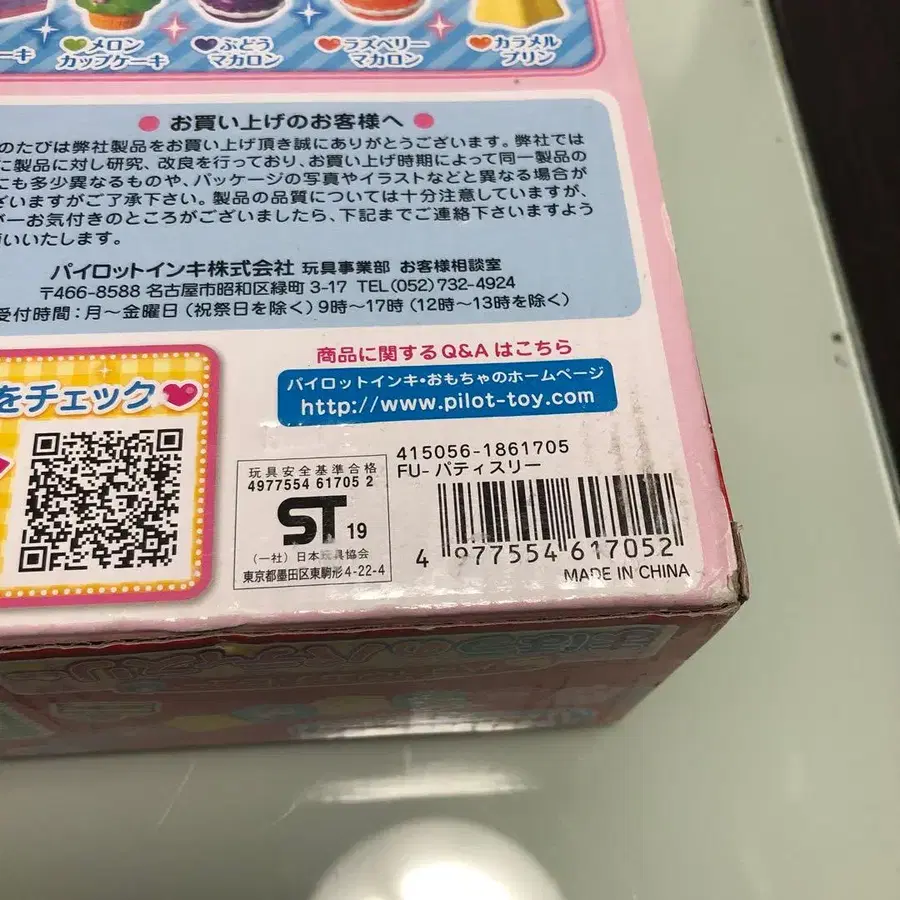 ーキ
メロン
カップケーキ
ぶどう
マカロン
ラズベリー
マカロン
カラメル
プリン
お買い上げのお客様へ
のたびは弊社製品をお買い上げ頂き誠にありがとうございます。弊社では
に製品に対し研究、改良を行っており、お買い上げ時期によって同一製品の
にも多少異なるものや、パッケージの写真やイラストなどと異なる場合が
ざいますがご了承下さい。製品の品質については十分注意していますが、
が一お気付きのところがございましたら、下記までご連絡下さいますよう
願いいたします。
パイロットインキ株式会社 玩具事業部 お客様相談室
〒466-8588 名古屋市昭和区緑町 3-17 TEL(052)732-4924
受付時間：月〜金曜日(祝祭日を除く)9時〜17時(12時〜13時を除く)
商品に関するQ&Aはこちら
パイロットインキ・おもちゃのホームページ
http://www.pilot-toy.com
をチェック
415056-1861705
FU-パティスリー
玩具安全基準合格
4977554 61705 2
ST 19
(一社)日本玩具協会
東京都墨田区東駒形4-22-4
4 977554 617052
MADE IN CHINA